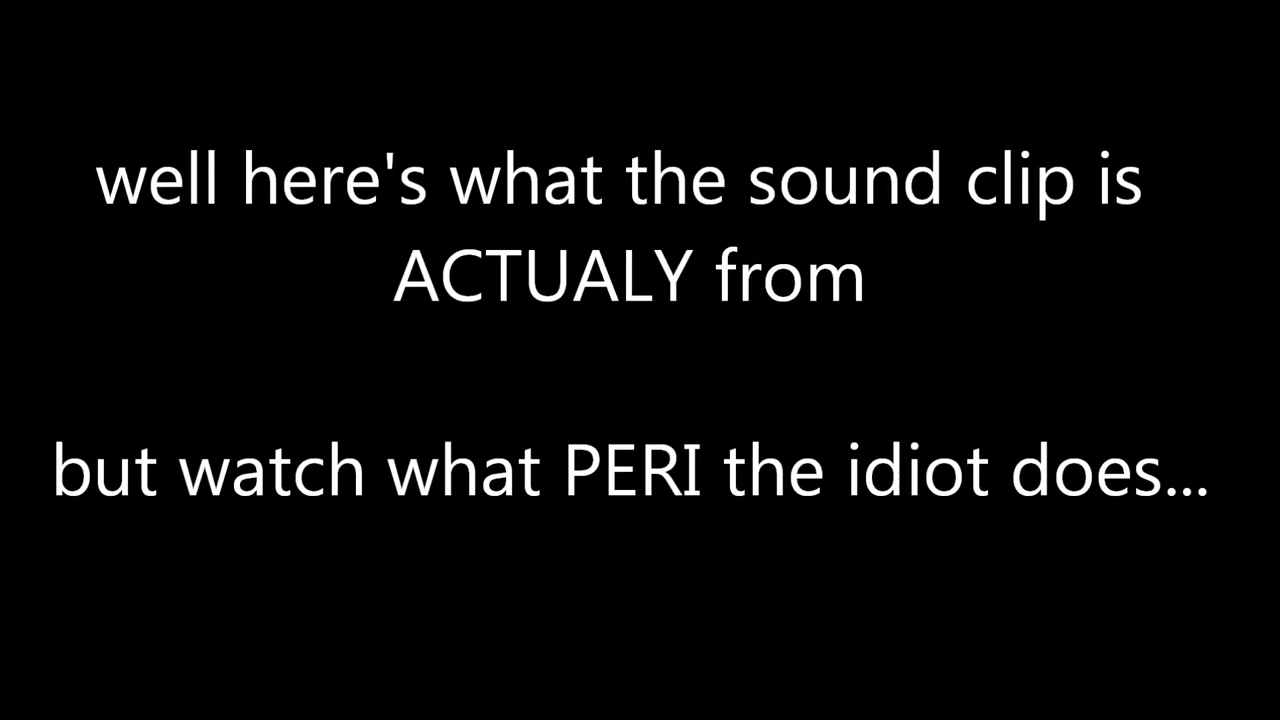 well here's what the sound clip is
ACTUALY from
but watch what PERI the idiot does...